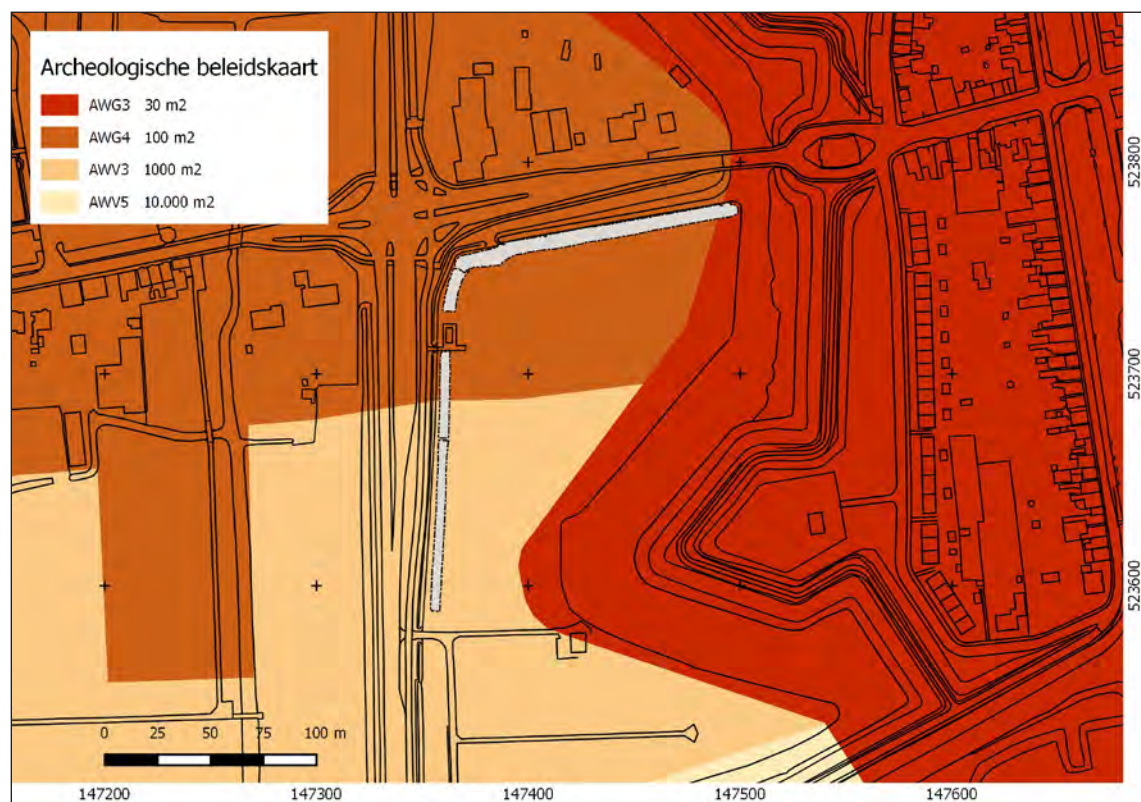 Archeologische beleidskaart
AWG3 30 m2
AWG4 100 m2
AWV3 1000 m2
AWV5 10.000 m2
523800
523700
523600
0 25 50 75 100 m
147200 147300 147400 147500 147600